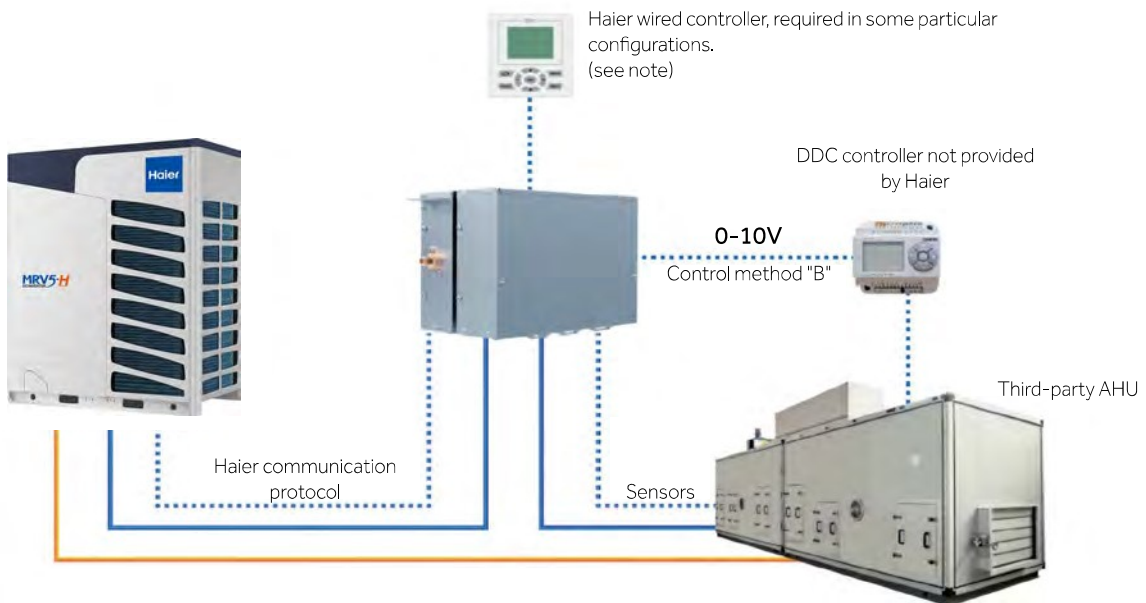 Haier wired controller, required in some particular
configurations.
(see note)
DDC controller not provided
by Haier
Haier
0-10V
Control method "B"
MRV5-H
Third-party AHU
Haier communication
protocol
Sensors